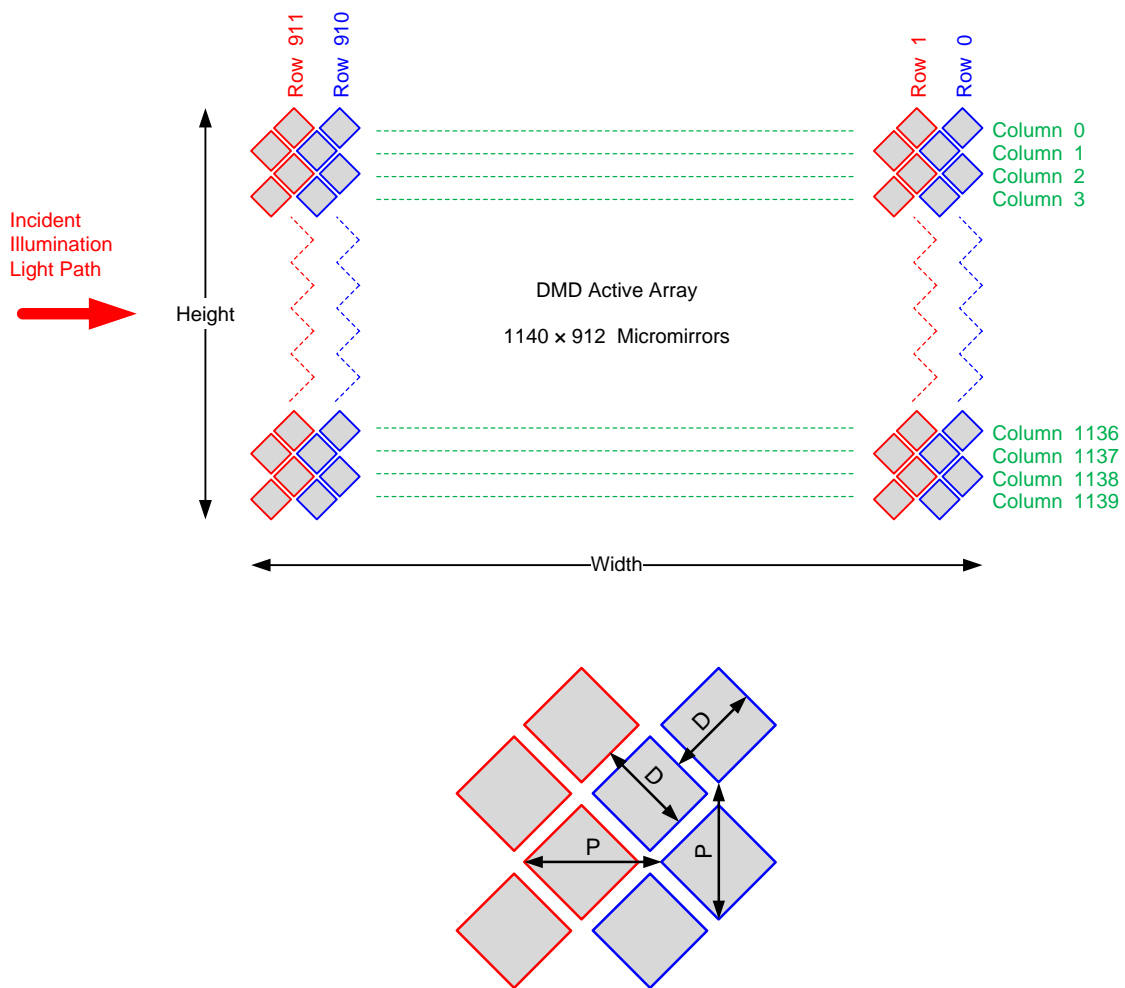 Row 911
Row 910
Row 1
Row 0
Column 0
Column 1
Column 2
Column 3
Incident
Illumination
Light Path
Height
DMD Active Array
1140 × 912 Micromirrors
Column 1136
Column 1137
Column 1138
Column 1139
Width
D
D
P
P